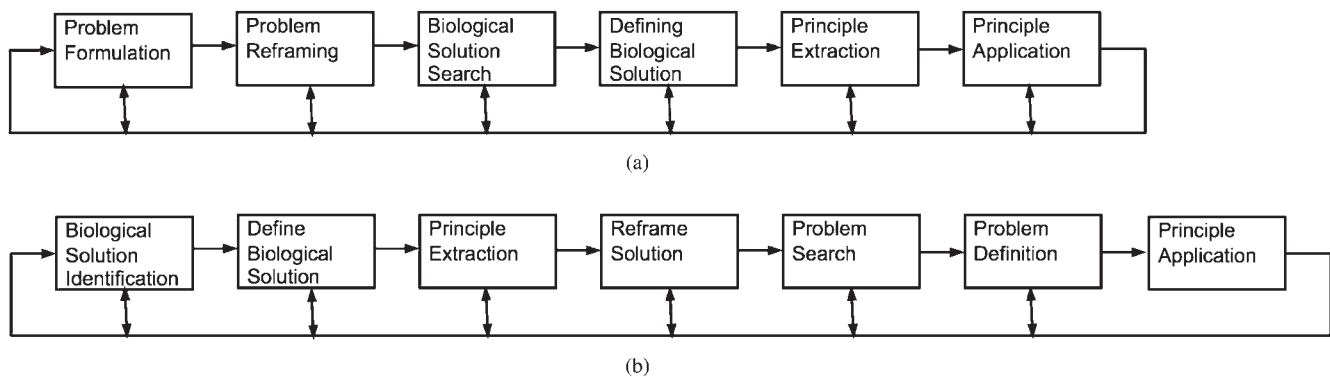 Problem
Formulation
Problem
Reframing
Biological
Solution
Search
Defining
Biological
Solution
Principle
Extraction
Principle
Application
(a)
Biological
Solution
Identification
Define
Biological
Solution
Principle
Extraction
Reframe
Solution
Problem
Search
Problem
Definition
Principle
Application
(b)